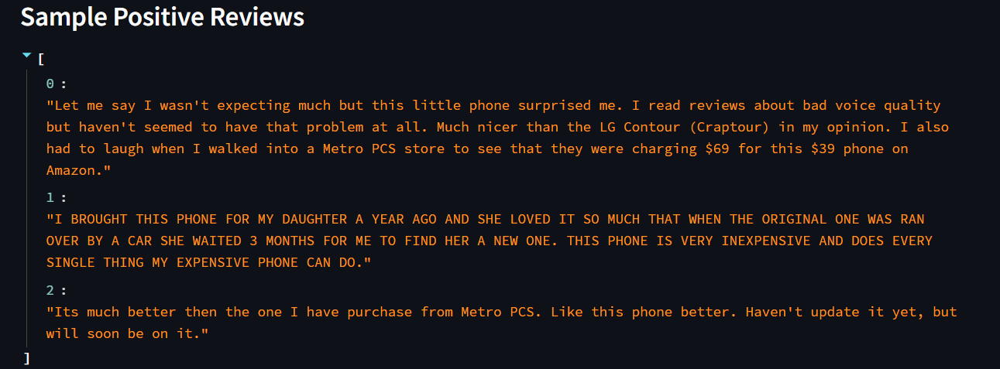 Sample Positive Reviews
[
0 :
"Let me say I wasn't expecting much but this little phone surprised me. I read reviews about bad voice quality
but haven't seemed to have that problem at all. Much nicer than the LG Contour (Craptour) in my opinion. I also
had to laugh when I walked into a Metro PCS store to see that they were charging $69 for this $39 phone on
Amazon."
1 :
"I BROUGHT THIS PHONE FOR MY DAUGHTER A YEAR AGO AND SHE LOVED IT SO MUCH THAT WHEN THE ORIGINAL ONE WAS RAN
OVER BY A CAR SHE WAITED 3 MONTHS FOR ME TO FIND HER A NEW ONE. THIS PHONE IS VERY INEXPENSIVE AND DOES EVERY
SINGLE THING MY EXPENSIVE PHONE CAN DO."
2 :
"Its much better then the one I have purchase from Metro PCS. Like this phone better. Haven't update it yet, but
will soon be on it."
]